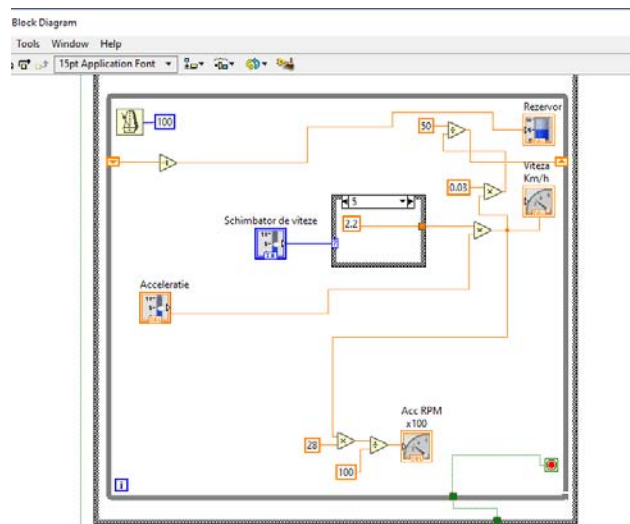 Block Diagram
Tools Window Help
15pt Application Font
100
50
Rezervor
Viteza
Km/h
0.03
5
2.2
Schimbator de viteze
Acceleratie
Acc RPM
x100
28
100
i